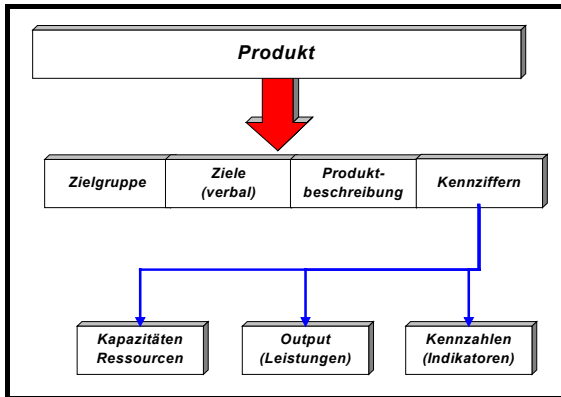 Produkt
Zielgruppe
Ziele
(verbal)
Produkt-
beschreibung
Kennziffern
Kapazitäten
Ressourcen
Output
(Leistungen)
Kennzahlen
(Indikatoren)